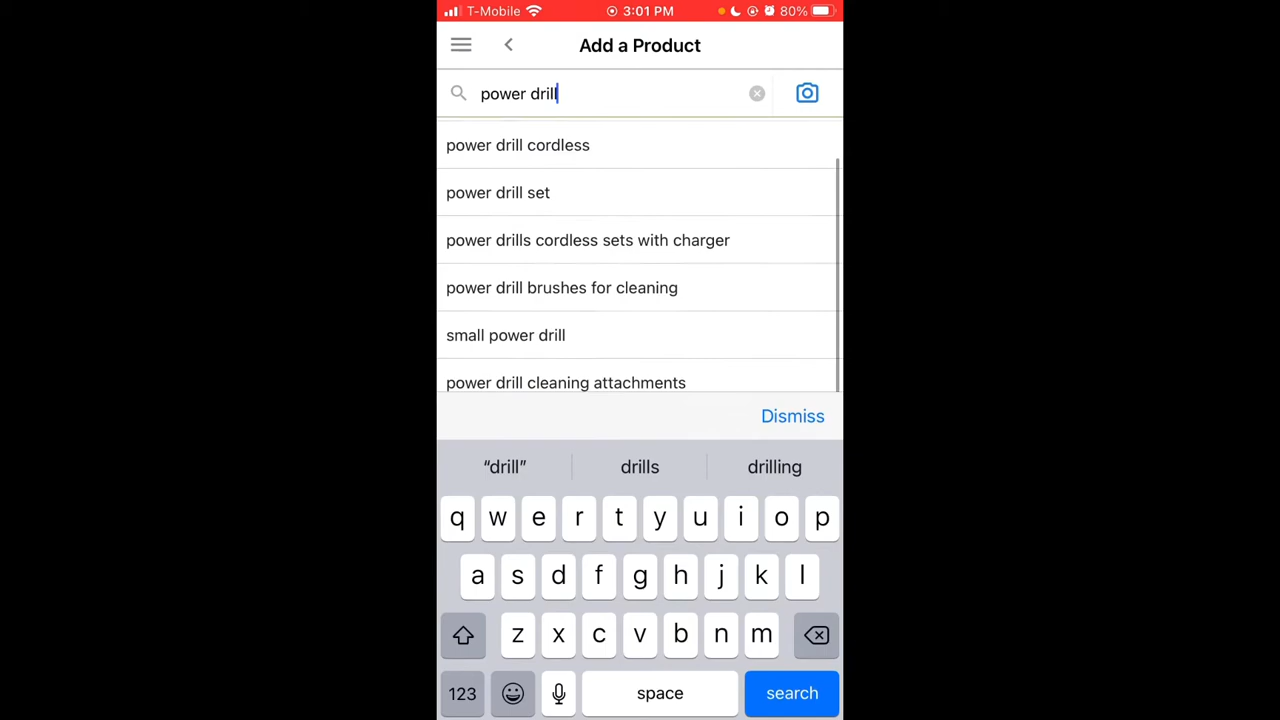 T-Mobile 3:01 PM 80%
Add a Product
power drill
power drill cordless
power drill set
power drills cordless sets with charger
power drill brushes for cleaning
small power drill
power drill cleaning attachments
Dismiss
“drill” drills drilling
q w e r t y u i o p
a s d f g h j k l
z x c v b n m
123 space search